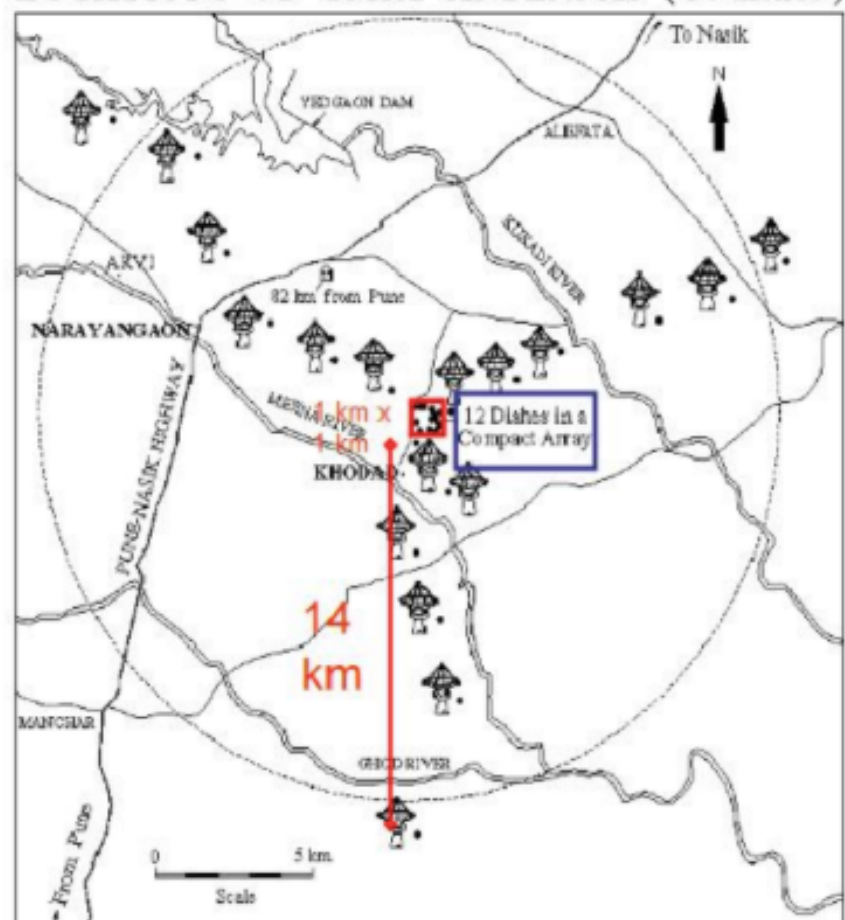 To Nasik
N
YEDGAON DAM
ALEFATA
KUKADI RIVER
ARVI
82 km from Pune
NARAYANGAON
MEENA RIVER
1 km x
1 km
12 Dishes in a
Compact Array
KHODAD
PUNE-NASIK HIGHWAY
14
km
MANCHAR
GHOD RIVER
From Pune
0 5 km.
Scale